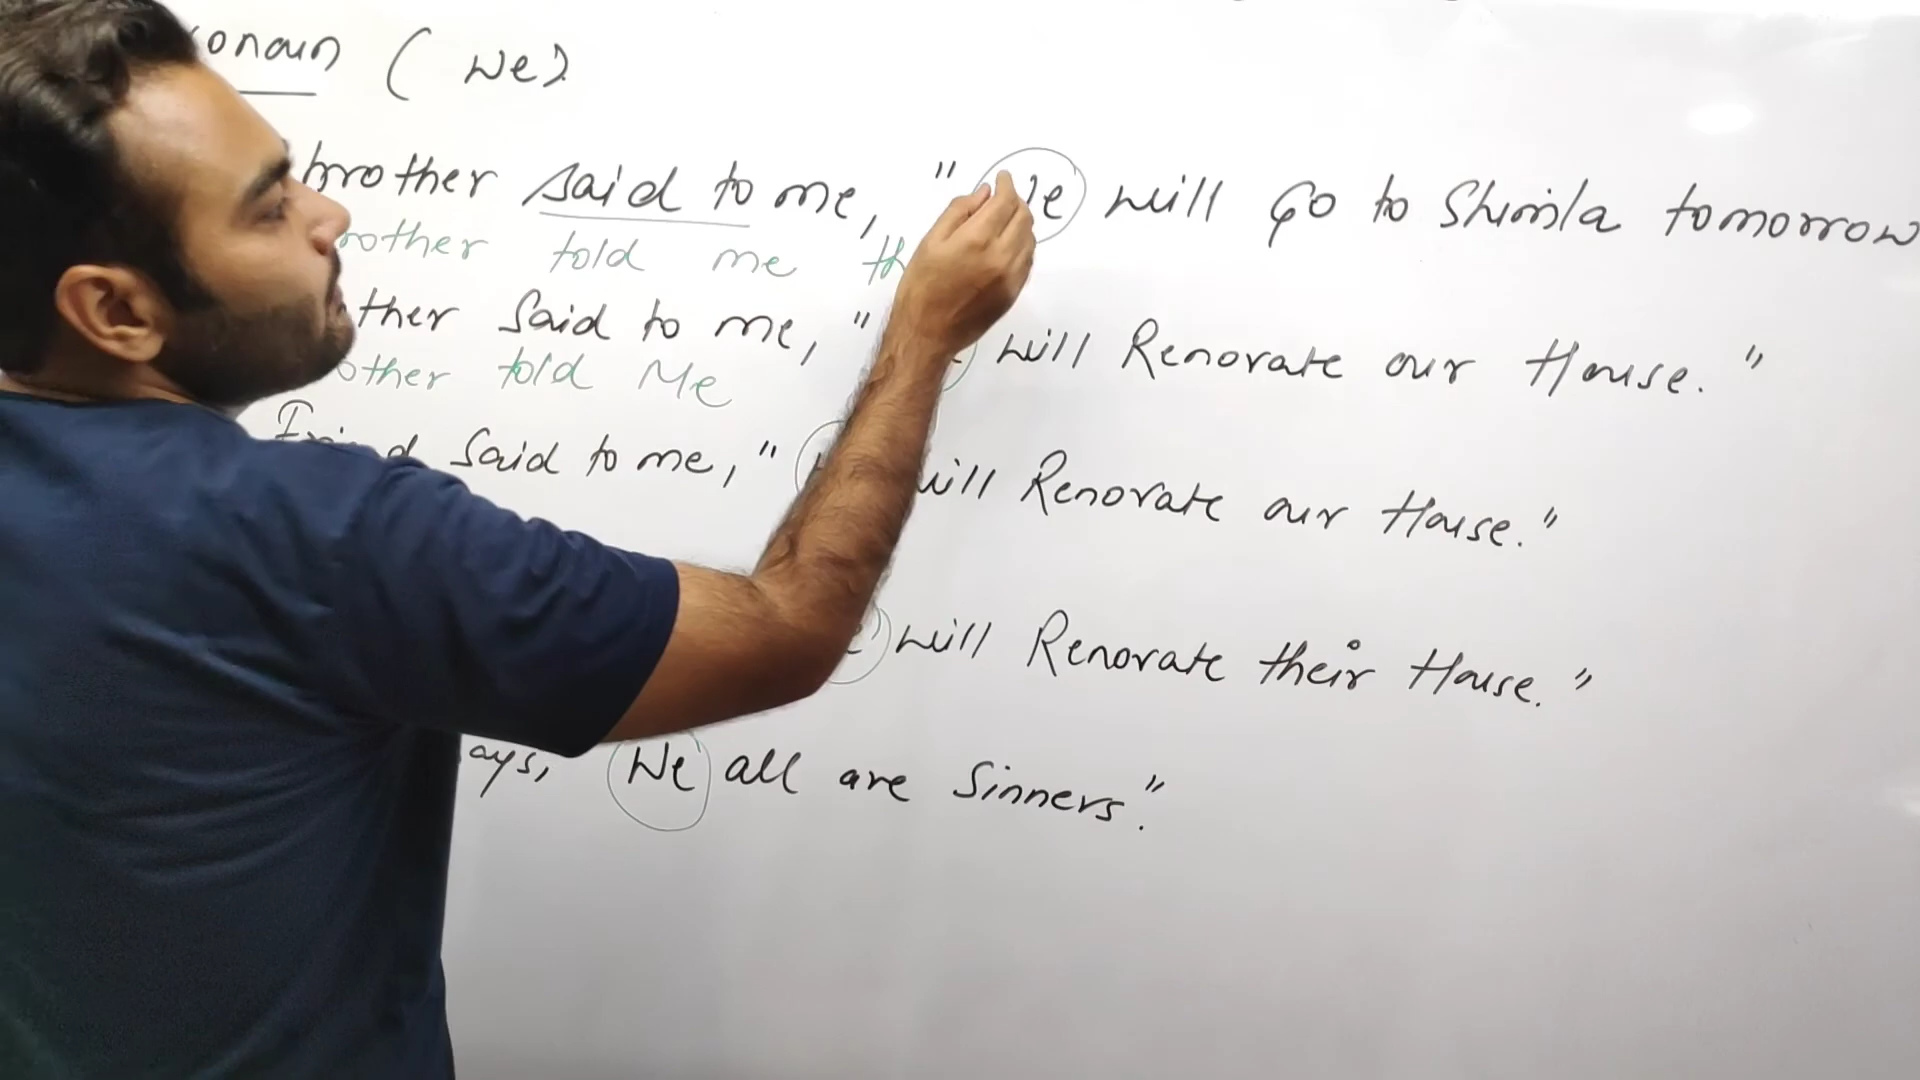 onoun (We)
brother said to me, " We will Go to Shimla tomorrow
rother told me th
ther Said to me, " will Renovate our House."
other told Me
Friend Said to me, " will Renovate our House."
will Renovate their House."
ays, We all are Sinners."